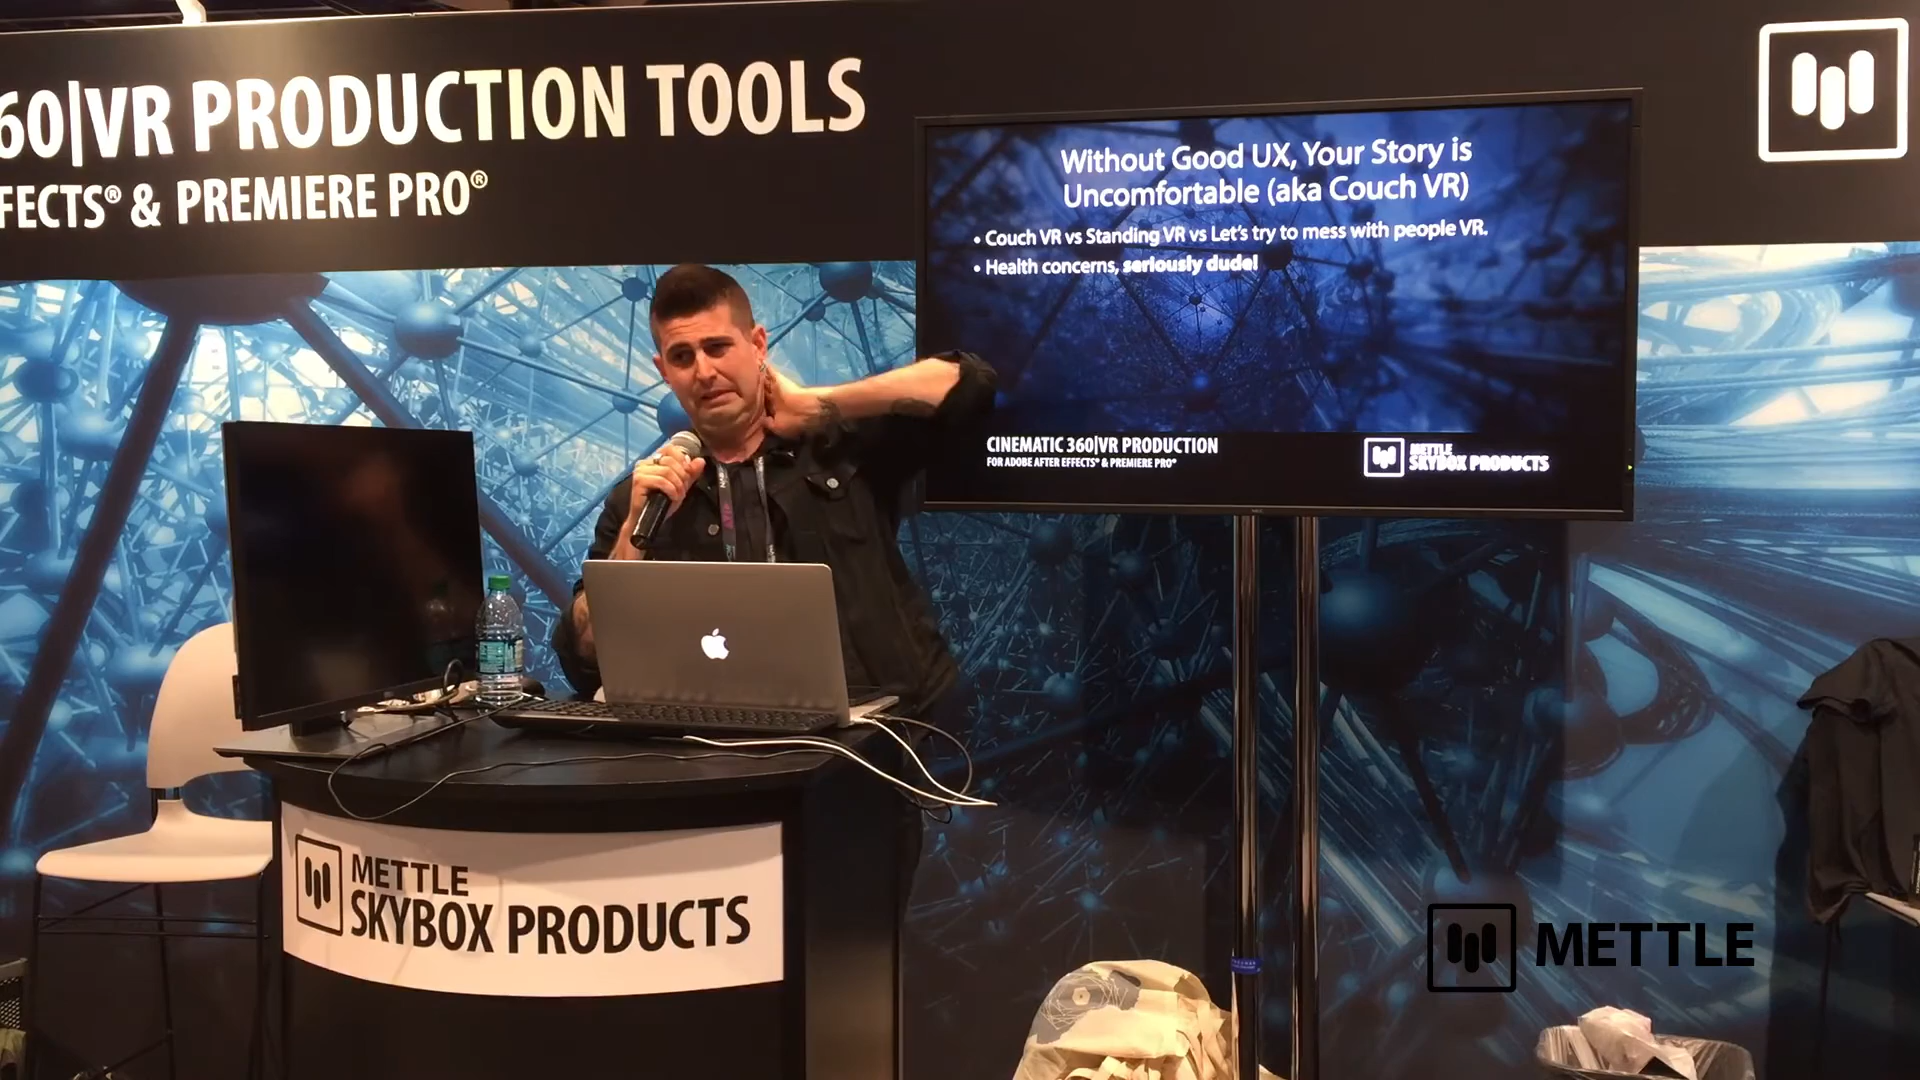 60|VR PRODUCTION TOOLS
FECTS® & PREMIERE PRO®
Without Good UX, Your Story is
Uncomfortable (aka Couch VR)
• Couch VR vs Standing VR vs Let's try to mess with people VR.
• Health concerns, seriously dude!
CINEMATIC 360|VR PRODUCTION
FOR ADOBE AFTER EFFECTS® & PREMIERE PRO®
METTLE
SKYBOX PRODUCTS
METTLE
SKYBOX PRODUCTS
METTLE